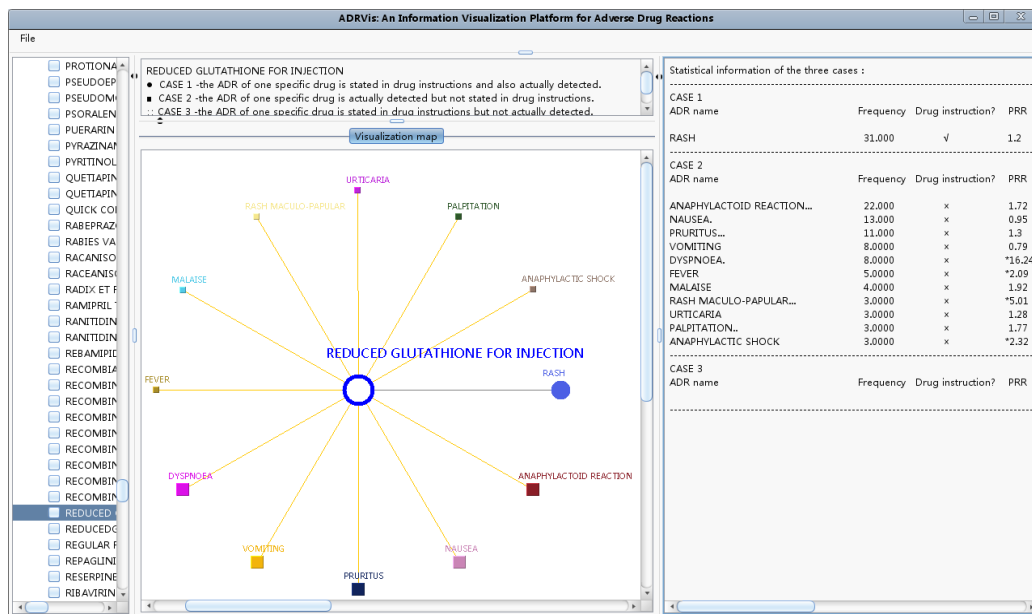 ADRVis: An Information Visualization Platform for Adverse Drug Reactions
File
PROTIONA
PSEUDOEP
PSEUDOMO
PSORALEN
PUERARIN
PYRAZINAM
PYRITINOL
QUETIAPIN
QUETIAPIN
QUICK CO
RABEPRAZ
RABIES VA
RACANISO
RACEANISO
RADIX ET R
RAMIPRIL T
RANITIDIN
RANITIDIN
REBAMIPID
RECOMBIA
RECOMBIN
RECOMBIN
RECOMBIN
RECOMBIN
RECOMBIN
RECOMBIN
RECOMBIN
RECOMBIN
REDUCED
REDUCEDG
REGULAR
REPAGLINI
RESERPINE
RIBAVIRIN
REDUCED GLUTATHIONE FOR INJECTION
● CASE 1 -the ADR of one specific drug is stated in drug instructions and also actually detected.
■ CASE 2 -the ADR of one specific drug is actually detected but not stated in drug instructions.
:: CASE 3 -the ADR of one specific drug is stated in drug instructions but not actually detected.
Visualization map
URTICARIA
RASH MACULO-PAPULAR
PALPITATION
MALAISE
ANAPHYLACTIC SHOCK
REDUCED GLUTATHIONE FOR INJECTION
FEVER
RASH
DYSPNOEA
ANAPHYLACTOID REACTION
VOMITING
NAUSEA
PRURITUS
Statistical information of the three cases :
CASE 1
ADR name Frequency Drug instruction? PRR
RASH 31.000 √ 1.2
CASE 2
ADR name Frequency Drug instruction? PRR
ANAPHYLACTOID REACTION... 22.000 × 1.72
NAUSEA. 13.000 × 0.95
PRURITUS... 11.000 × 1.3
VOMITING 8.0000 × 0.79
DYSPNOEA. 8.0000 × *16.24
FEVER 5.0000 × *2.09
MALAISE 4.0000 × 1.92
RASH MACULO-PAPULAR... 3.0000 × *5.01
URTICARIA 3.0000 × 1.28
PALPITATION.. 3.0000 × 1.77
ANAPHYLACTIC SHOCK 3.0000 × *2.32
CASE 3
ADR name Frequency Drug instruction? PRR